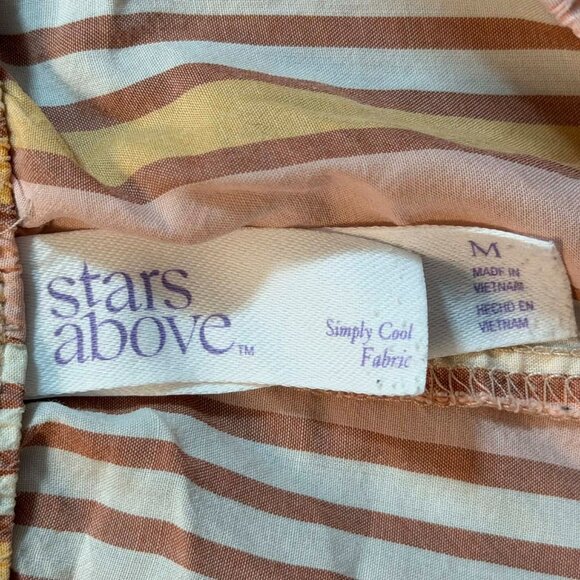 stars
above™
Simply Cool
Fabric
M
MADE IN
VIETNAM
HECHO EN
VIETNAM